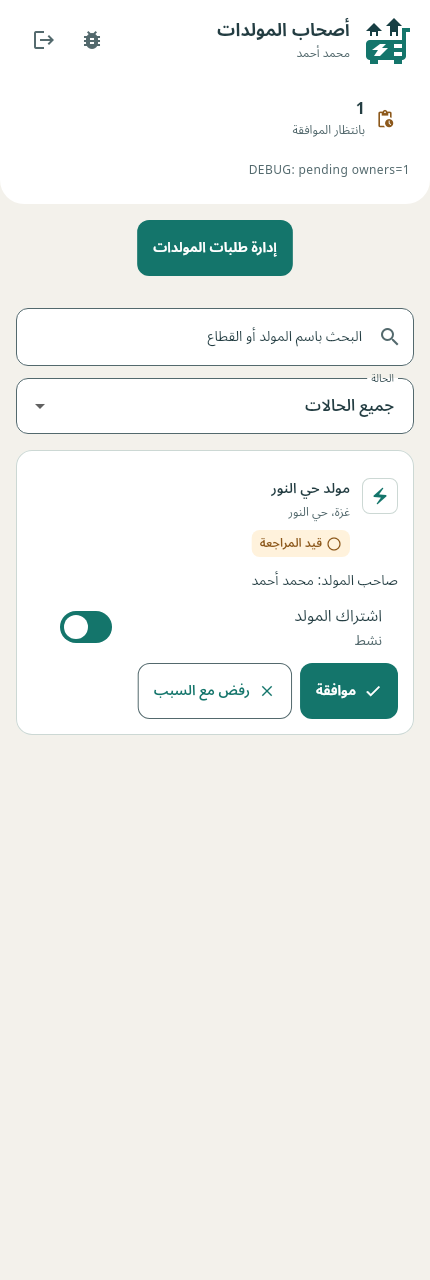 أصحاب المولدات
محمد أحمد
1
بانتظار الموافقة
DEBUG: pending owners=1
إدارة طلبات المولدات
البحث باسم المولد أو القطاع
الحالة
جميع الحالات
مولد حي النور
غزة، حي النور
قيد المراجعة
صاحب المولد: محمد أحمد
اشتراك المولد
نشط
موافقة
رفض مع السبب